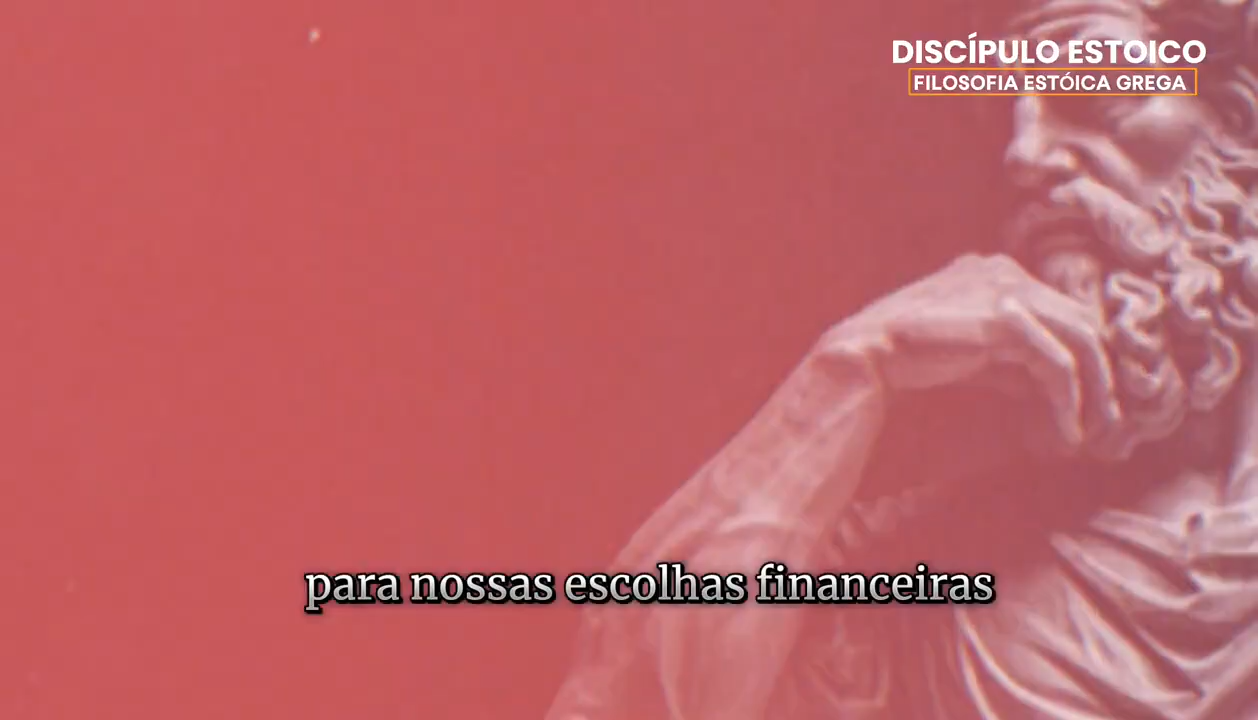 DISCÍPULO ESTOICO
FILOSOFIA ESTÓICA GREGA
para nossas escolhas financeiras